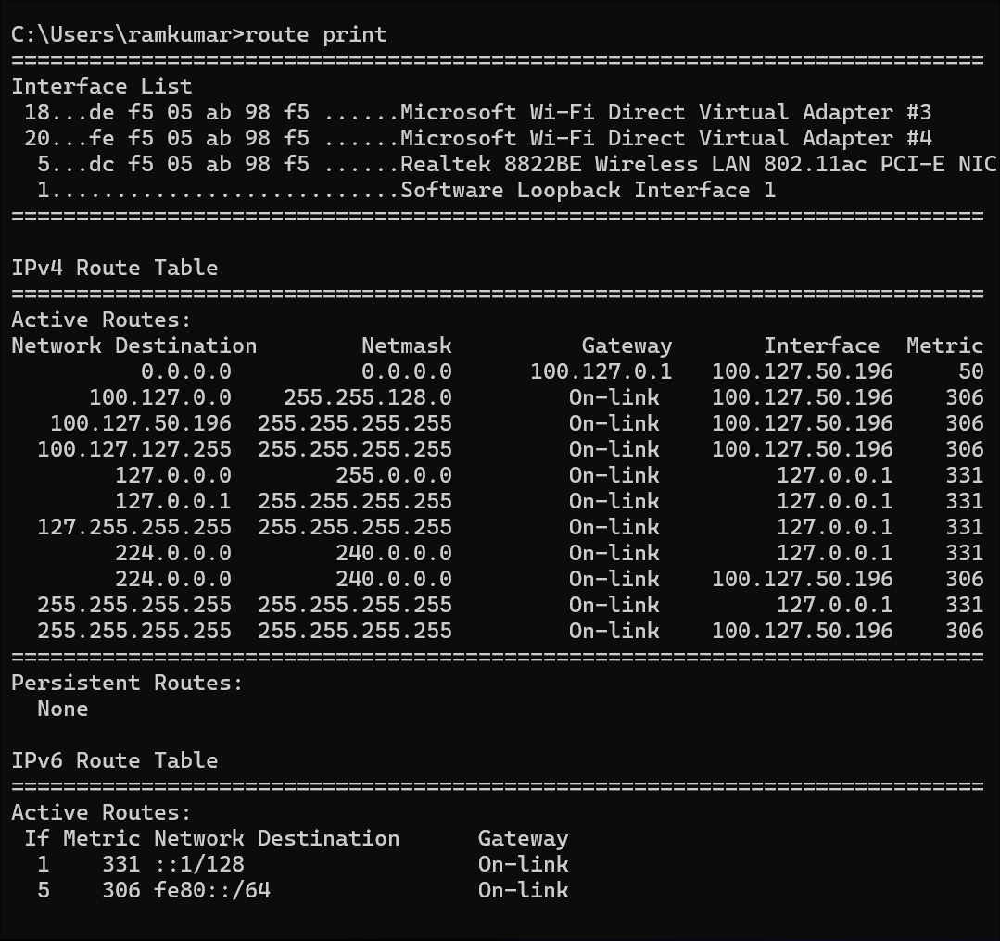 C:\Users\ramkumar>route print
===========================================================================
Interface List
 18...de f5 05 ab 98 f5 ......Microsoft Wi-Fi Direct Virtual Adapter #3
 20...fe f5 05 ab 98 f5 ......Microsoft Wi-Fi Direct Virtual Adapter #4
  5...dc f5 05 ab 98 f5 ......Realtek 8822BE Wireless LAN 802.11ac PCI-E NIC
  1...........................Software Loopback Interface 1
===========================================================================

IPv4 Route Table
===========================================================================
Active Routes:
Network Destination        Netmask          Gateway       Interface  Metric
          0.0.0.0          0.0.0.0      100.127.0.1   100.127.50.196     50
      100.127.0.0    255.255.128.0         On-link    100.127.50.196    306
   100.127.50.196  255.255.255.255         On-link    100.127.50.196    306
  100.127.127.255  255.255.255.255         On-link    100.127.50.196    306
        127.0.0.0        255.0.0.0         On-link         127.0.0.1    331
        127.0.0.1  255.255.255.255         On-link         127.0.0.1    331
  127.255.255.255  255.255.255.255         On-link         127.0.0.1    331
        224.0.0.0        240.0.0.0         On-link         127.0.0.1    331
        224.0.0.0        240.0.0.0         On-link    100.127.50.196    306
  255.255.255.255  255.255.255.255         On-link         127.0.0.1    331
  255.255.255.255  255.255.255.255         On-link    100.127.50.196    306
===========================================================================
Persistent Routes:
  None

IPv6 Route Table
===========================================================================
Active Routes:
 If Metric Network Destination      Gateway
  1    331 ::1/128                  On-link
  5    306 fe80::/64                On-link